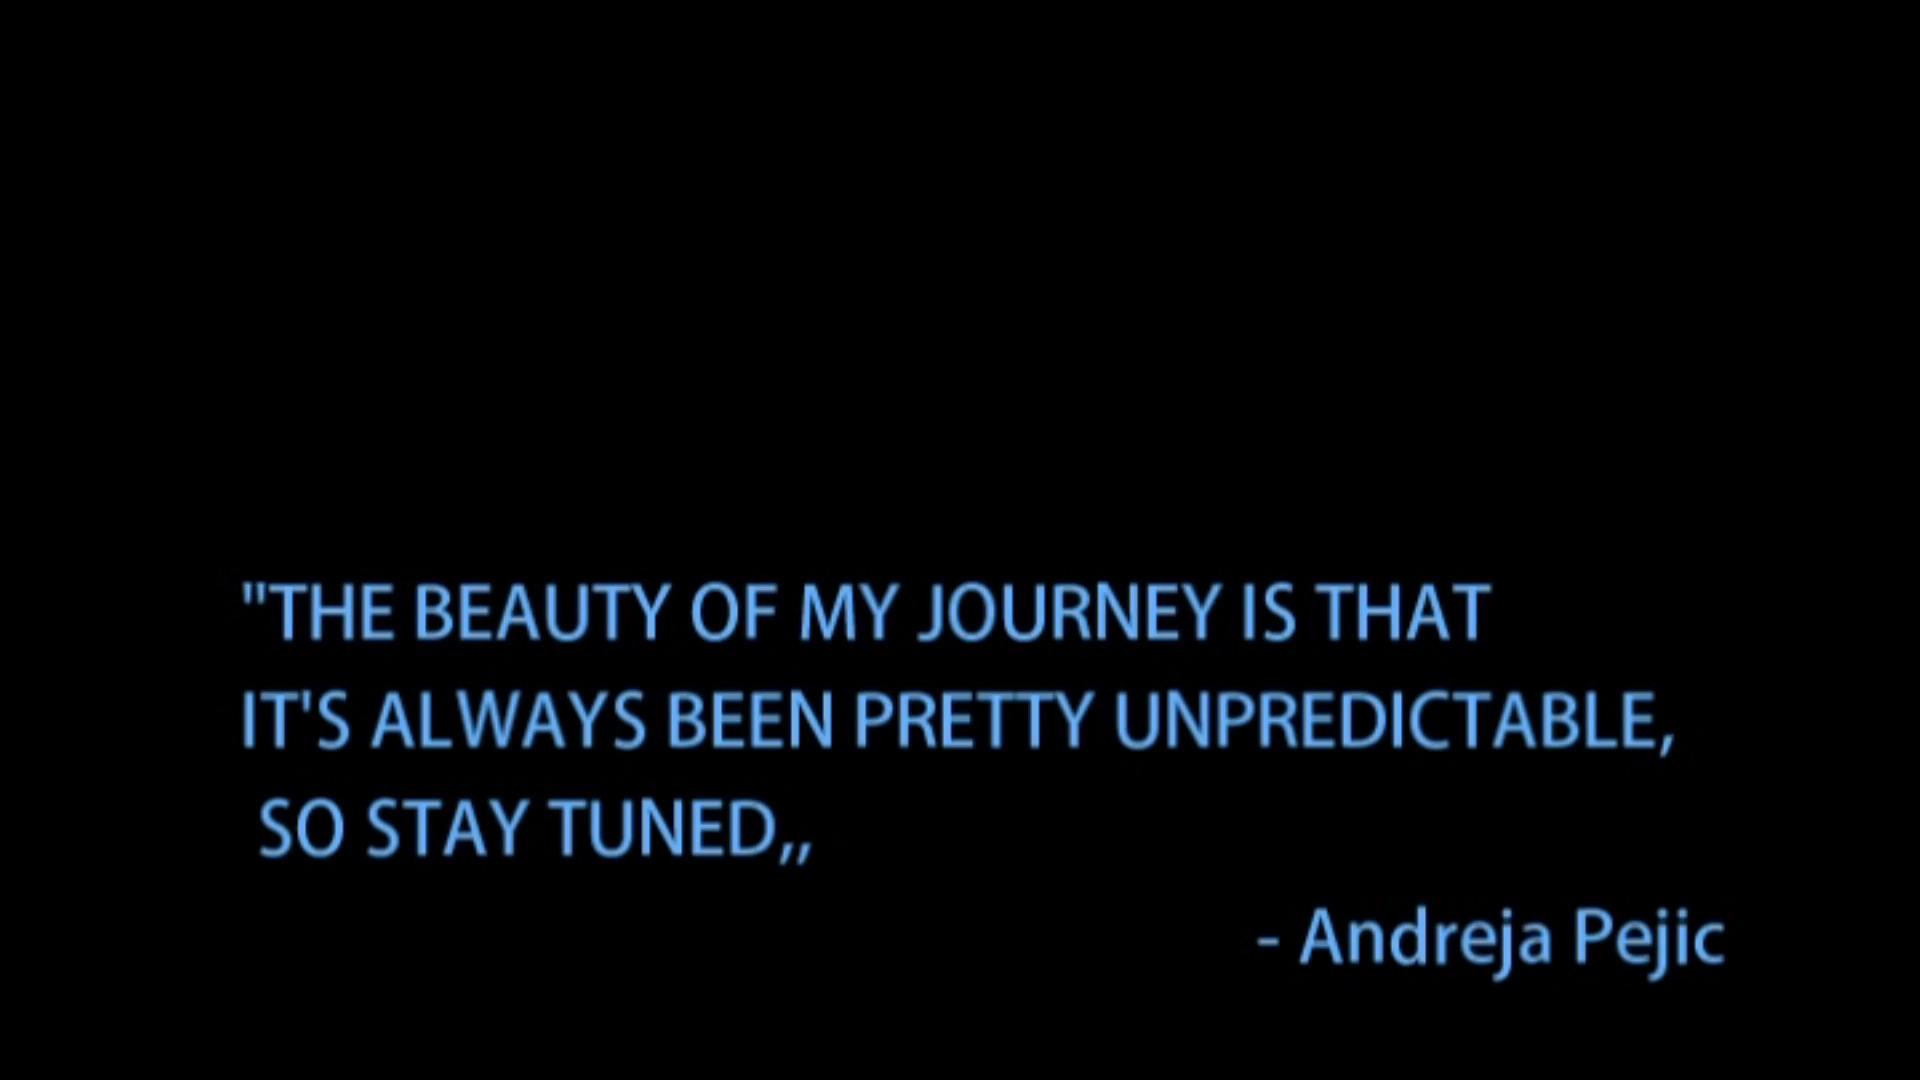 "THE BEAUTY OF MY JOURNEY IS THAT
IT'S ALWAYS BEEN PRETTY UNPREDICTABLE,
SO STAY TUNED,,
- Andreja Pejic